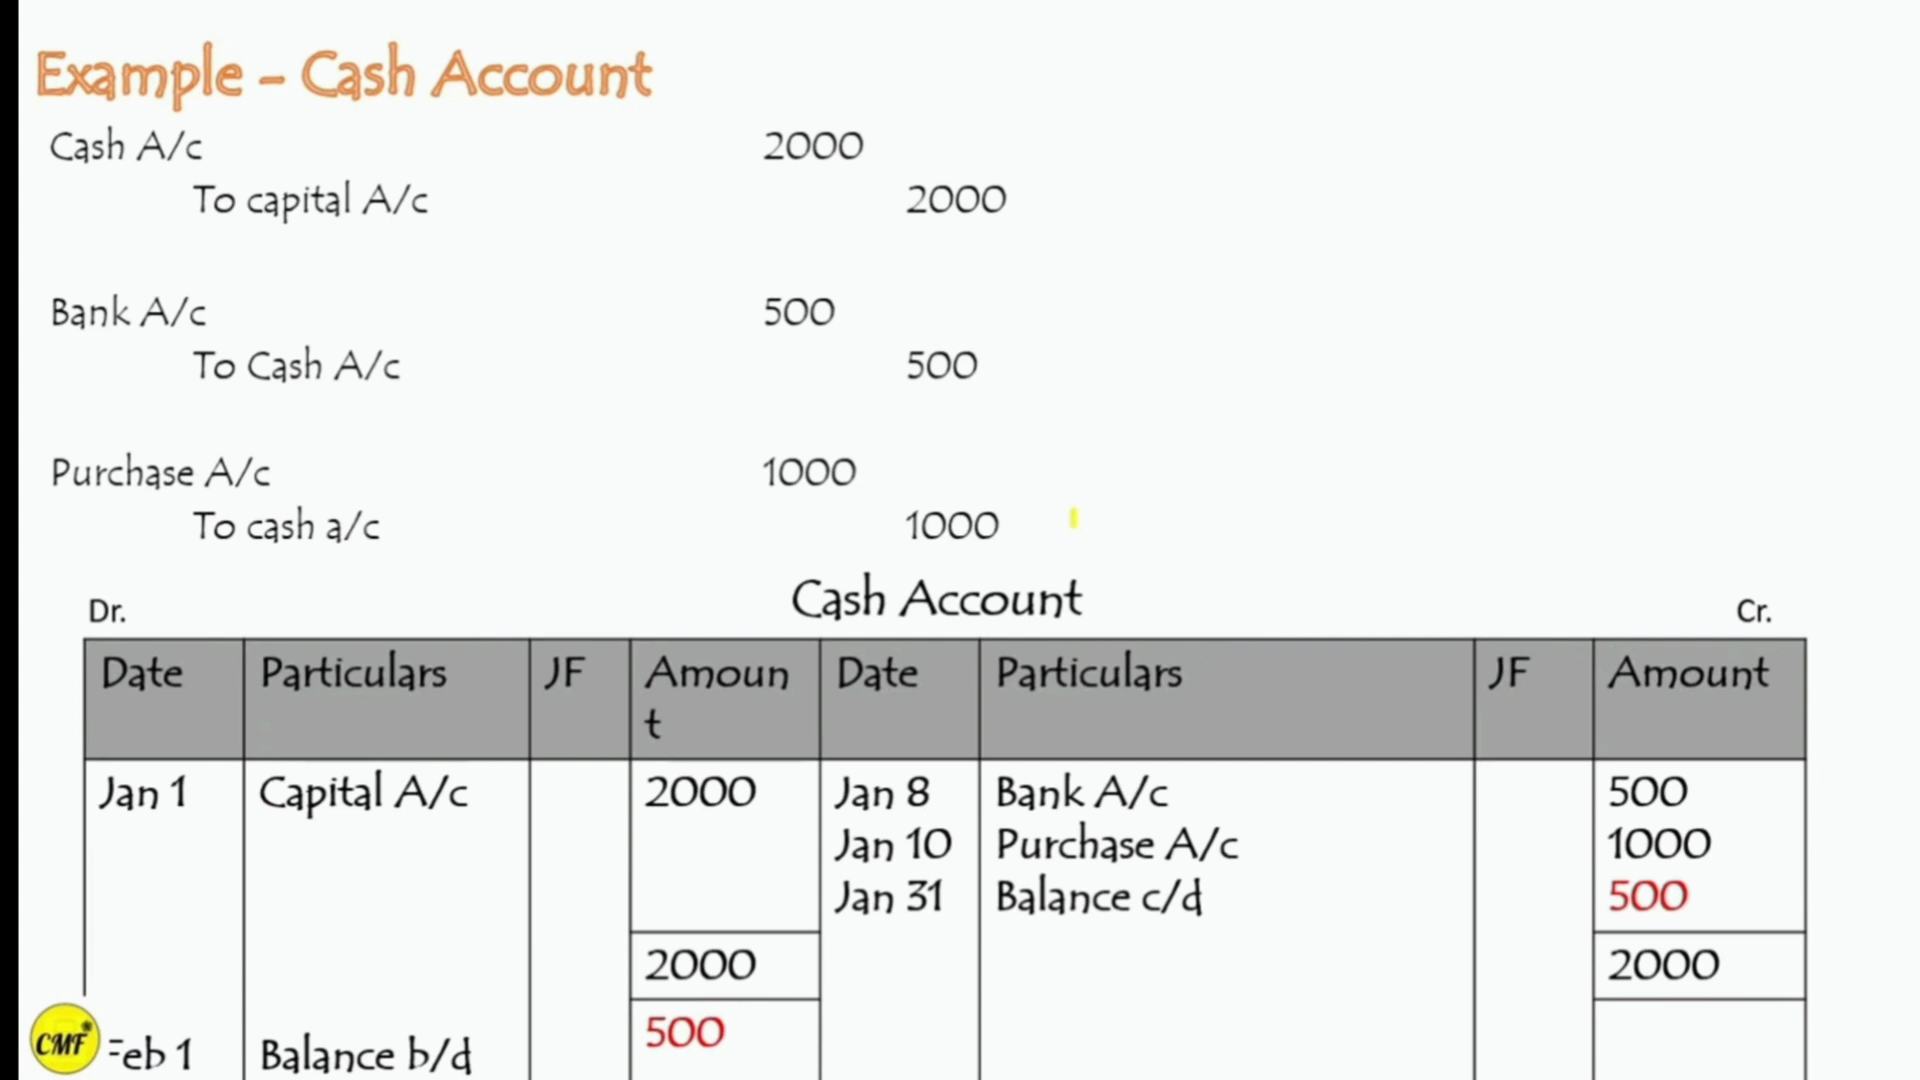 Example - Cash Account
Cash A/c 2000
To capital A/c 2000
Bank A/c 500
To Cash A/c 500
Purchase A/c 1000
To cash a/c 1000
Cash Account
Dr. Cr.
Date Particulars JF Amoun Date Particulars JF Amount
t
Jan 1 Capital A/c 2000 Jan 8 Bank A/c 500
Jan 10 Purchase A/c 1000
Jan 31 Balance c/d 500
2000 2000
500
Feb 1 Balance b/d
CMF®